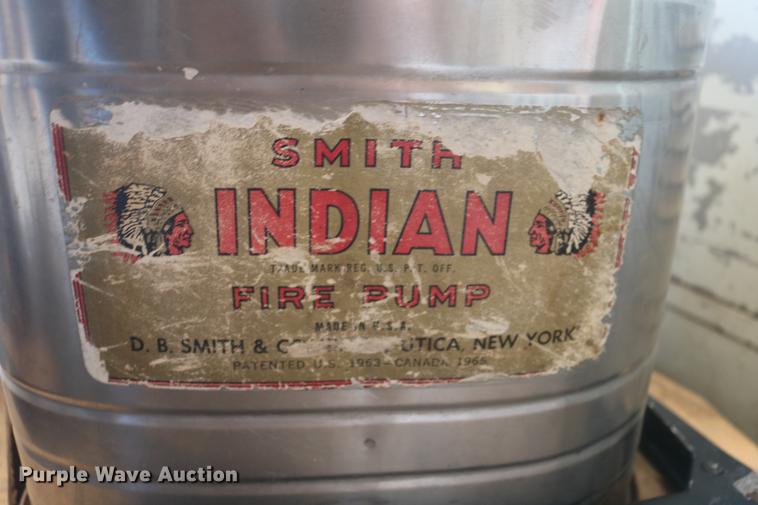 SMITH
INDIAN
TRADE MARK REG. U.S. PAT. OFF.
FIRE PUMP
MADE IN U.S.A.
D. B. SMITH & UTICA, NEW YORK
PATENTED U.S. 1963-CANADA 1965
Purple Wave Auction